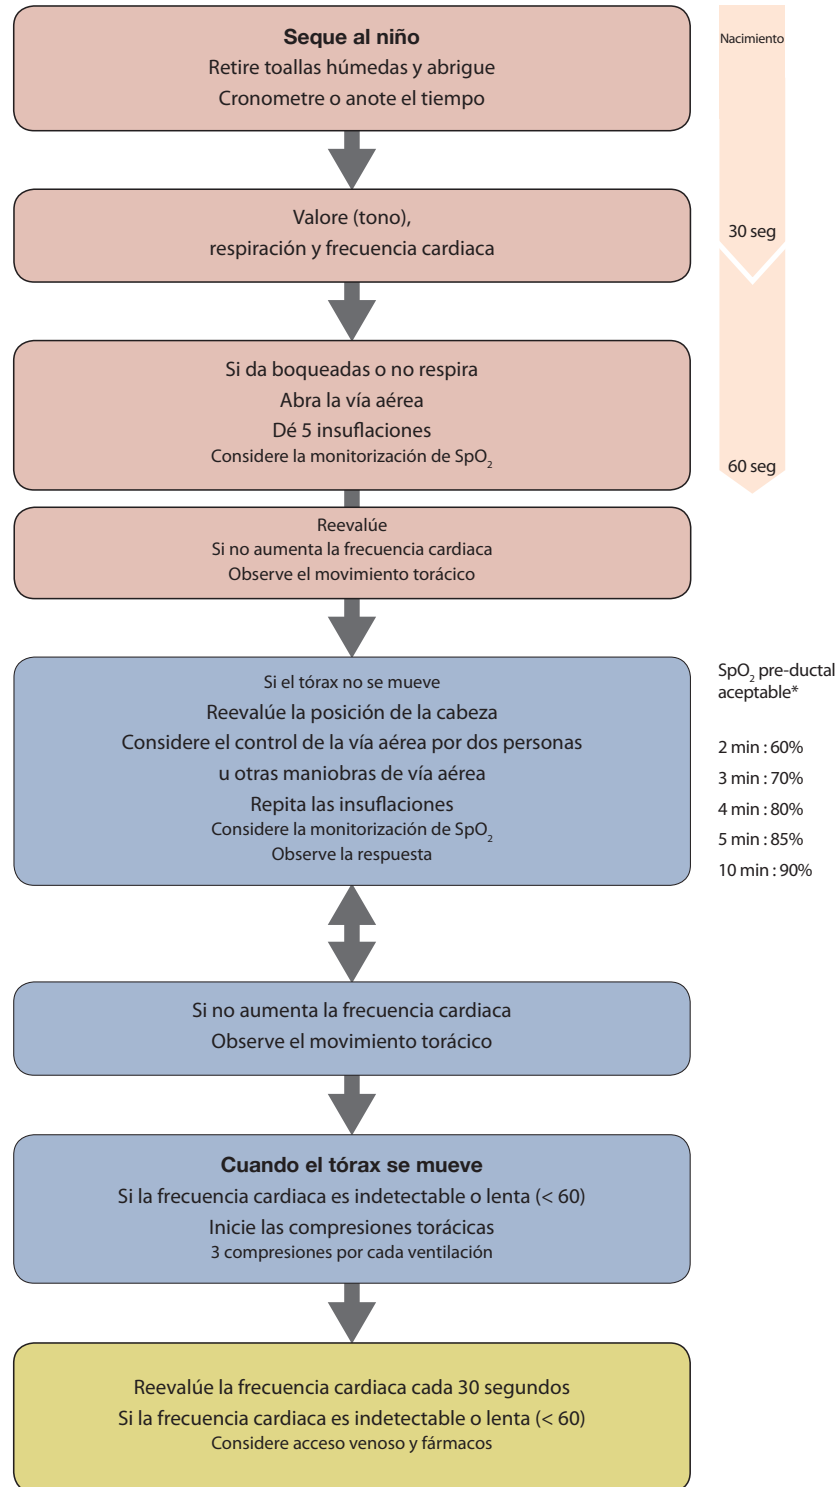 Seque al niño
Retire toallas húmedas y abrigue
Cronometre o anote el tiempo
Nacimiento
Valore (tono),
respiración y frecuencia cardiaca
30 seg
Si da boqueadas o no respira
Abra la vía aérea
Dé 5 insuflaciones
Considere la monitorización de SpO₂
60 seg
Reevalúe
Si no aumenta la frecuencia cardiaca
Observe el movimiento torácico
Si el tórax no se mueve
Reevalúe la posición de la cabeza
Considere el control de la vía aérea por dos personas
u otras maniobras de vía aérea
Repita las insuflaciones
Considere la monitorización de SpO₂
Observe la respuesta
SpO₂ pre-ductal
aceptable*
2 min : 60%
3 min : 70%
4 min : 80%
5 min : 85%
10 min : 90%
Si no aumenta la frecuencia cardiaca
Observe el movimiento torácico
Cuando el tórax se mueve
Si la frecuencia cardiaca es indetectable o lenta (< 60)
Inicie las compresiones torácicas
3 compresiones por cada ventilación
Reevalúe la frecuencia cardiaca cada 30 segundos
Si la frecuencia cardiaca es indetectable o lenta (< 60)
Considere acceso venoso y fármacos